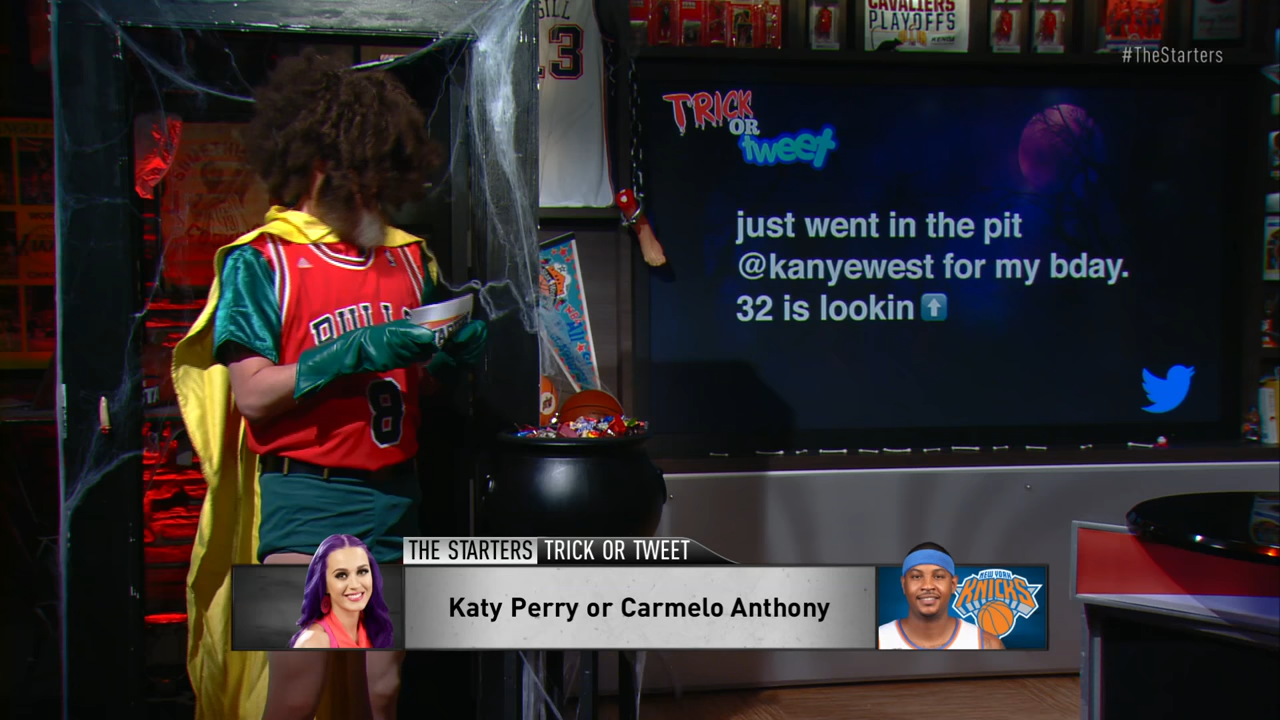 CAVALIERS
PLAYOFFS
#TheStarters
TRICK
OR
tweet
just went in the pit
@kanyewest for my bday.
32 is lookin ⬆
BULLS
8
THE STARTERS TRICK OR TWEET
Katy Perry or Carmelo Anthony
NEW YORK
KNICKS